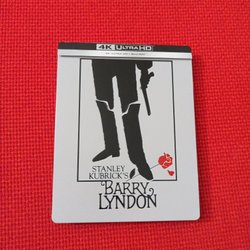 4K ULTRA HD
STANLEY
KUBRICK'S
BARRY
LYNDON